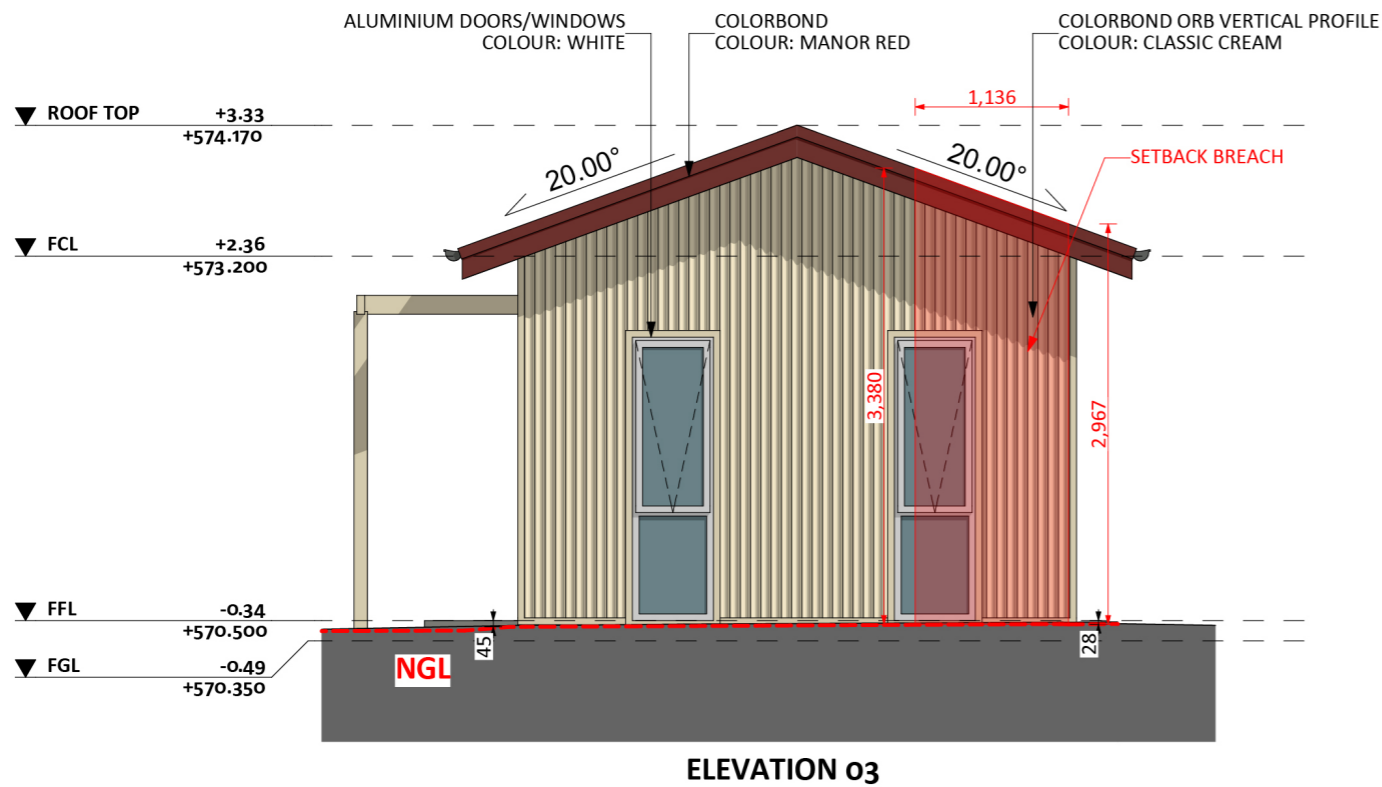 ALUMINIUM DOORS/WINDOWS
COLOUR: WHITE
COLORBOND
COLOUR: MANOR RED
COLORBOND ORB VERTICAL PROFILE
COLOUR: CLASSIC CREAM
ROOF TOP +3.33
+574.170
1,136
SETBACK BREACH
20.00°
20.00°
FCL +2.36
+573.200
3,380
2,967
FFL -0.34
+570.500
45
28
NGL
FGL -0.49
+570.350
ELEVATION 03